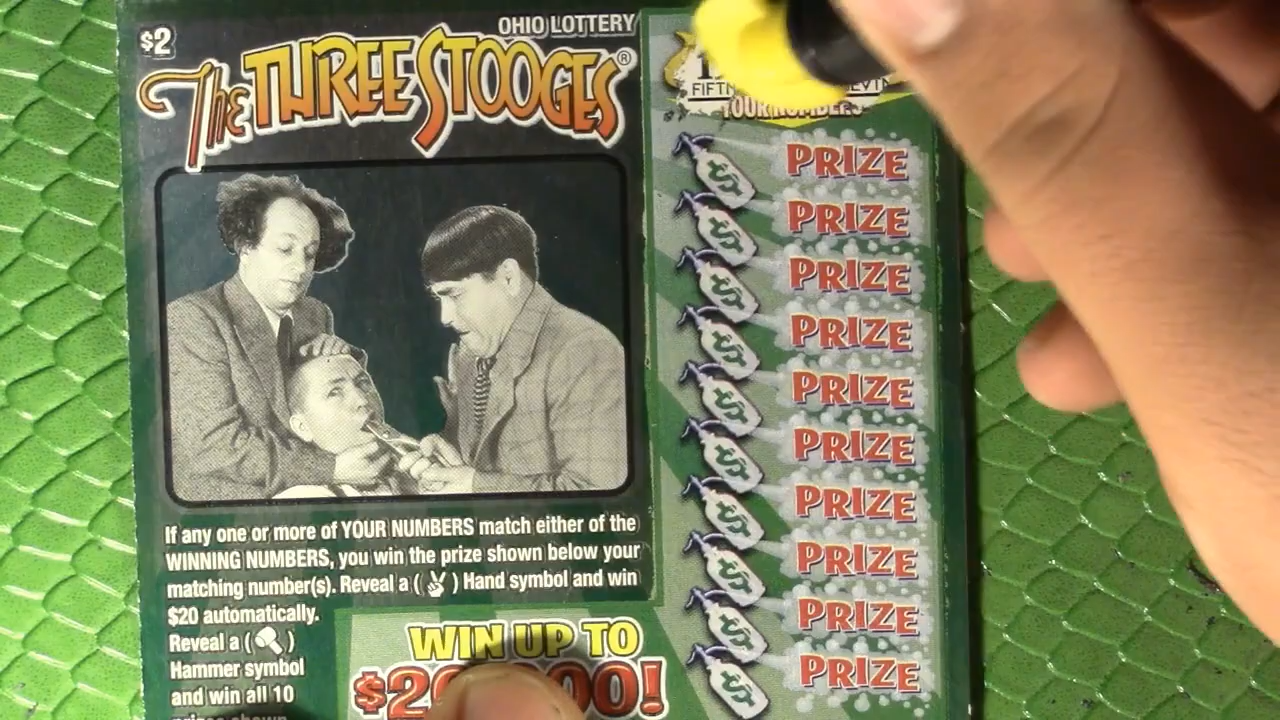 $2
OHIO LOTTERY
The THREE STOOGES®
YOUR NUMBERS
PRIZE
PRIZE
PRIZE
PRIZE
PRIZE
PRIZE
PRIZE
PRIZE
PRIZE
PRIZE
If any one or more of YOUR NUMBERS match either of the
WINNING NUMBERS, you win the prize shown below your
matching number(s). Reveal a ( ) Hand symbol and win
$20 automatically.
Reveal a ( )
Hammer symbol
and win all 10
prizes shown
WIN UP TO